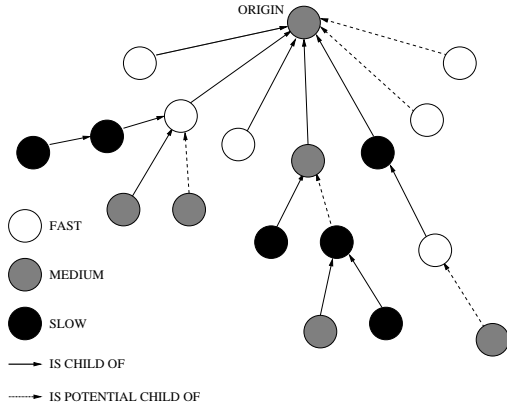 ORIGIN
FAST
MEDIUM
SLOW
IS CHILD OF
IS POTENTIAL CHILD OF